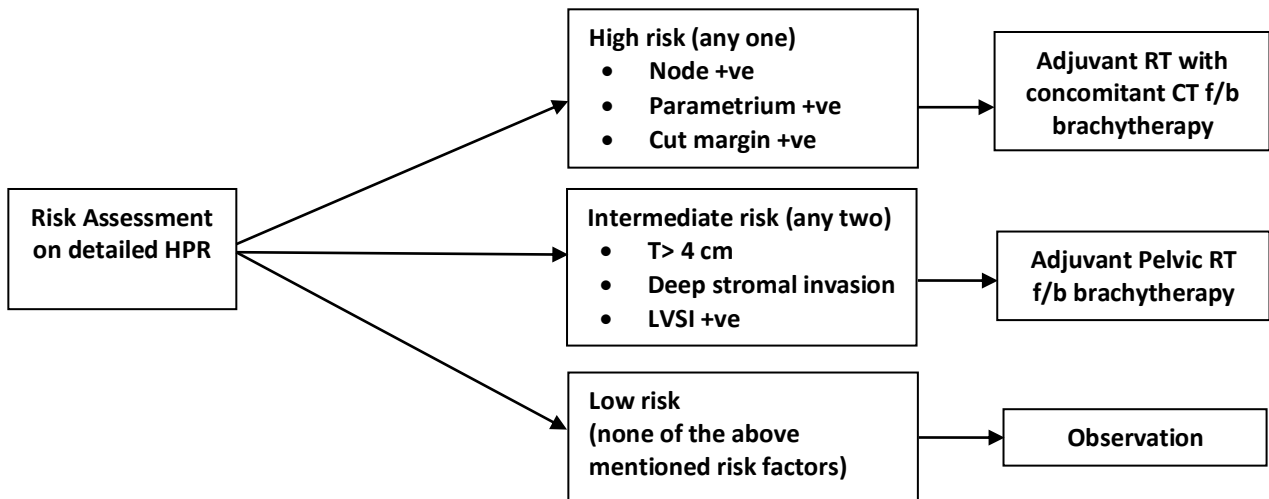 Risk Assessment
on detailed HPR
High risk (any one)
• Node +ve
• Parametrium +ve
• Cut margin +ve
Adjuvant RT with
concomitant CT f/b
brachytherapy
Intermediate risk (any two)
• T> 4 cm
• Deep stromal invasion
• LVSI +ve
Adjuvant Pelvic RT
f/b brachytherapy
Low risk
(none of the above
mentioned risk factors)
Observation